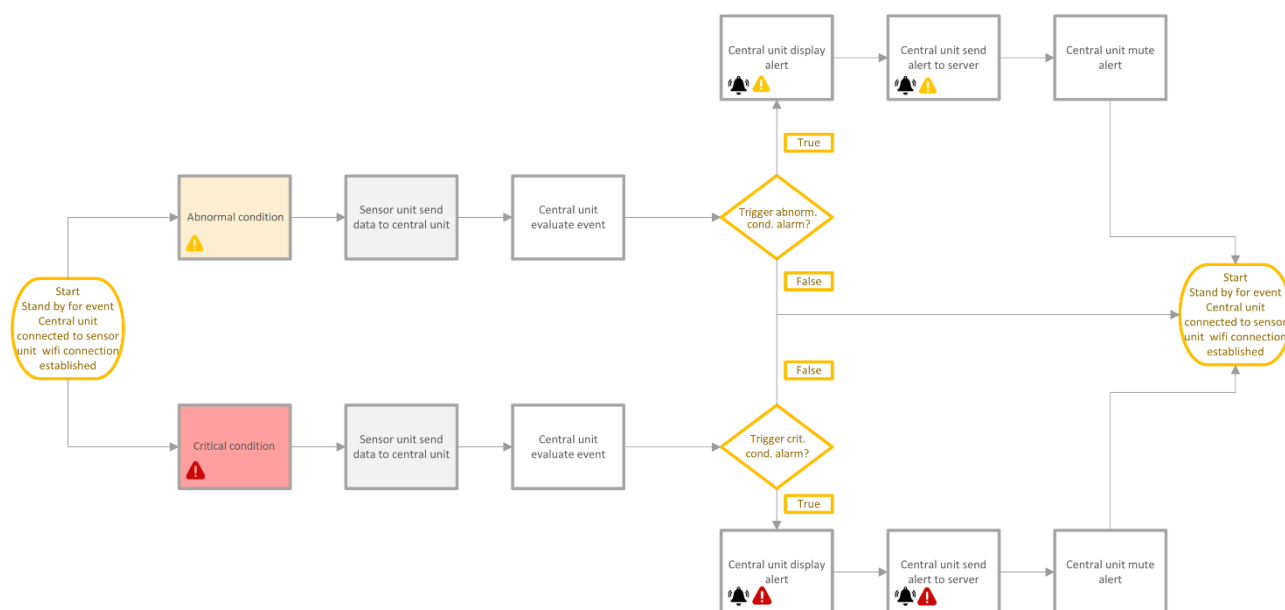 Central unit display
alert
Central unit send
alert to server
Central unit mute
alert
True
Abnormal condition
Sensor unit send
data to central unit
Central unit
evaluate event
Trigger abnorm.
cond. alarm?
False
Start
Stand by for event
Central unit
connected to sensor
unit wifi connection
established
Start
Stand by for event
Central unit
connected to sensor
unit wifi connection
established
False
Critical condition
Sensor unit send
data to central unit
Central unit
evaluate event
Trigger crit.
cond. alarm?
True
Central unit display
alert
Central unit send
alert to server
Central unit mute
alert